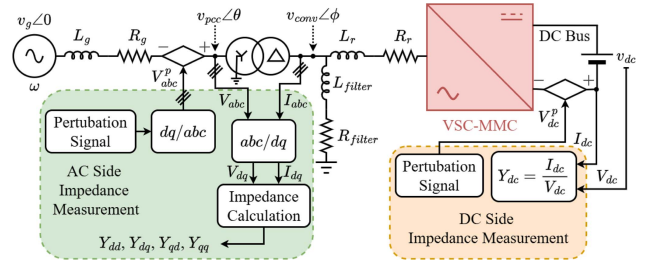 v_g∠0
L_g
R_g
v_pcc∠θ
v_conv∠ϕ
L_r
R_r
DC Bus
v_dc
ω
−
+
V^p_abc
L_filter
R_filter
VSC-MMC
−
+
V^p_dc
I_dc
V_abc
I_abc
Pertubation
Signal
dq/abc
abc/dq
V_dq
I_dq
AC Side
Impedance
Measurement
Impedance
Calculation
Y_dd, Y_dq, Y_qd, Y_qq
Pertubation
Signal
Y_dc = I_dc/V_dc
V_dc
DC Side
Impedance Measurement